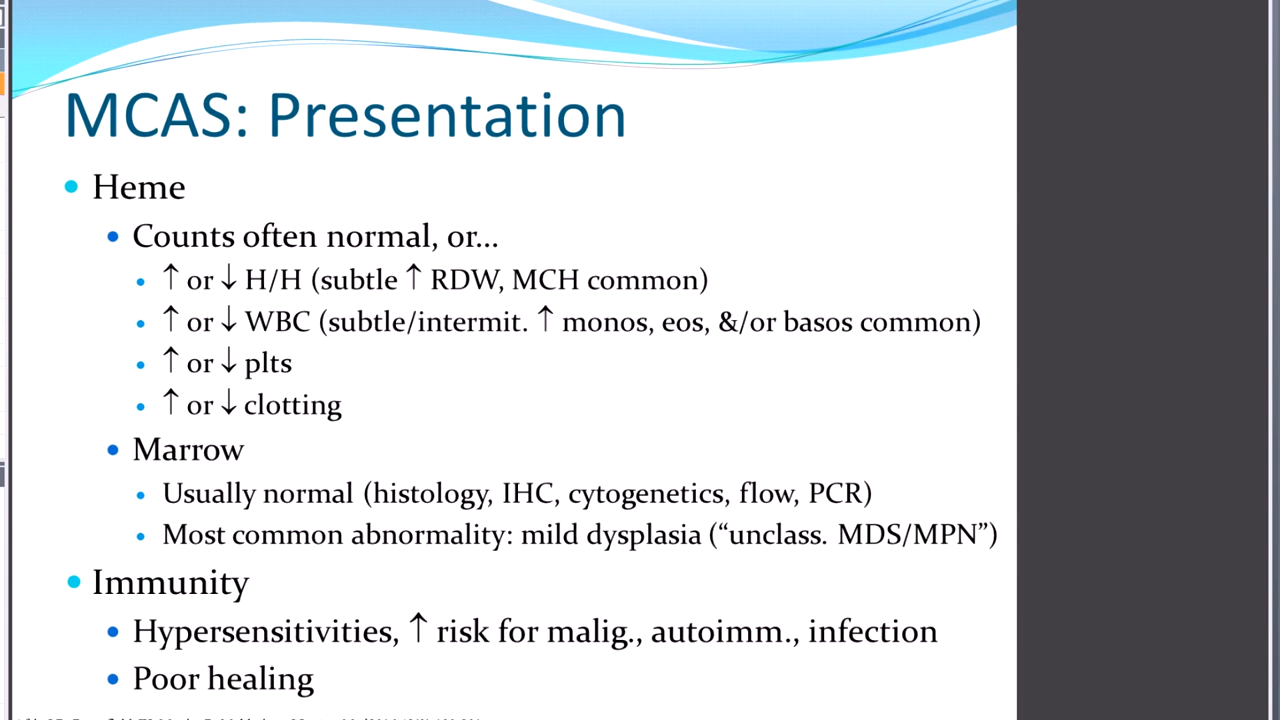 MCAS: Presentation
• Heme
• Counts often normal, or...
• ↑ or ↓ H/H (subtle ↑ RDW, MCH common)
• ↑ or ↓ WBC (subtle/intermit. ↑ monos, eos, &/or basos common)
• ↑ or ↓ plts
• ↑ or ↓ clotting
• Marrow
• Usually normal (histology, IHC, cytogenetics, flow, PCR)
• Most common abnormality: mild dysplasia (“unclass. MDS/MPN”)
• Immunity
• Hypersensitivities, ↑ risk for malig., autoimm., infection
• Poor healing